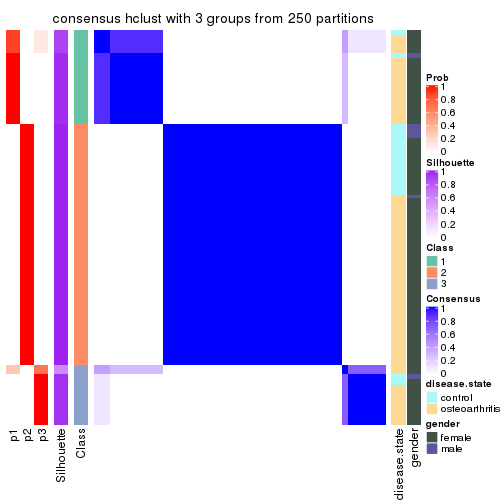 consensus hclust with 3 groups from 250 partitions
Prob
1
0.8
0.6
0.4
0.2
0
Silhouette
1
0.8
0.6
0.4
0.2
0
Class
1
2
3
Consensus
1
0.8
0.6
0.4
0.2
0
disease.state
control
osteoarthritis
gender
female
male
p1
p2
p3
Silhouette
Class
disease.state
gender